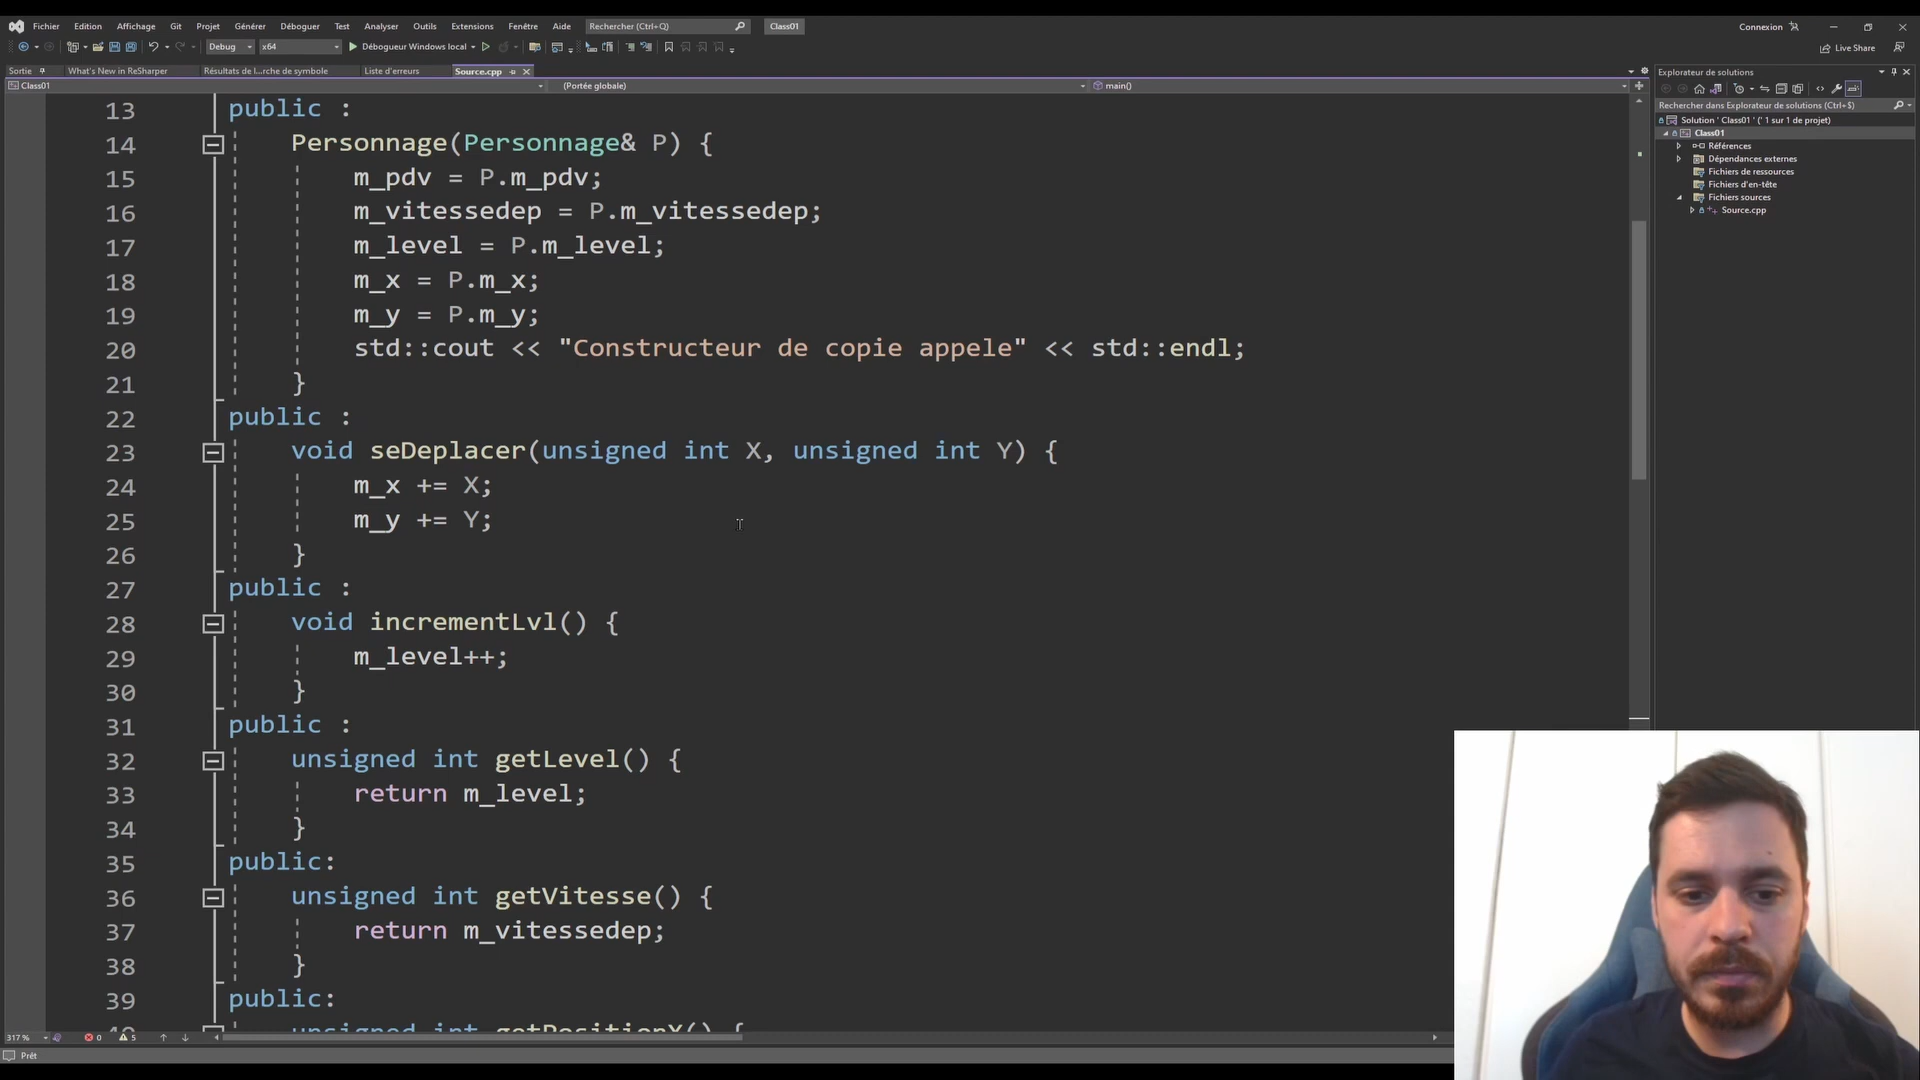 Fichier Edition Affichage Git Projet Générer Déboguer Test Analyser Outils Extensions Fenêtre Aide Rechercher (Ctrl+Q) Class01 Connexion
Debug x64 Débogueur Windows local Live Share
Sortie What's New in ReSharper Résultats de l...rche de symbole Liste d'erreurs Source.cpp
Class01 (Portée globale) main()
13 public :
14 Personnage(Personnage& P) {
15 m_pdv = P.m_pdv;
16 m_vitessedep = P.m_vitessedep;
17 m_level = P.m_level;
18 m_x = P.m_x;
19 m_y = P.m_y;
20 std::cout << "Constructeur de copie appele" << std::endl;
21 }
22 public :
23 void seDeplacer(unsigned int X, unsigned int Y) {
24 m_x += X;
25 m_y += Y;
26 }
27 public :
28 void incrementLvl() {
29 m_level++;
30 }
31 public :
32 unsigned int getLevel() {
33 return m_level;
34 }
35 public:
36 unsigned int getVitesse() {
37 return m_vitessedep;
38 }
39 public:
40 unsigned int getPositionX() {
317 % 0 5
Prêt
Explorateur de solutions
Rechercher dans Explorateur de solutions (Ctrl+$)
Solution ' Class01 ' (' 1 sur 1 de projet)
Class01
Références
Dépendances externes
Fichiers de ressources
Fichiers d'en-tête
Fichiers sources
Source.cpp